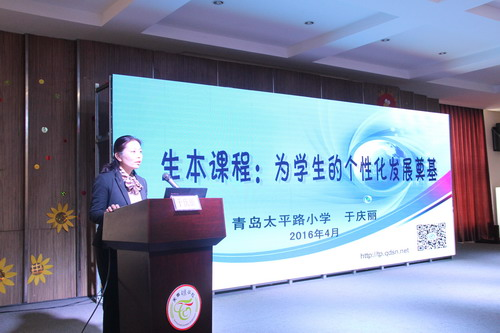 生本课程：为学生的个性化发展奠基
青岛太平路小学 于庆丽
2016年4月
http://tp.qdsn.net